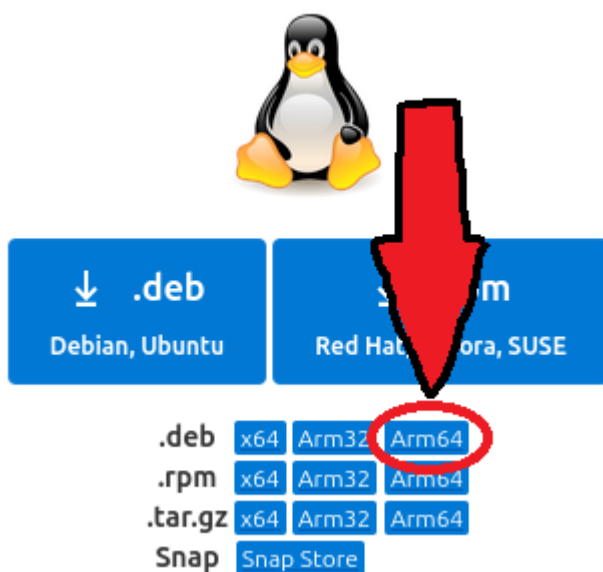 .deb
Debian, Ubuntu
m
Red Hat, ora, SUSE
.deb x64 Arm32 Arm64
.rpm x64 Arm32 Arm64
.tar.gz x64 Arm32 Arm64
Snap Snap Store